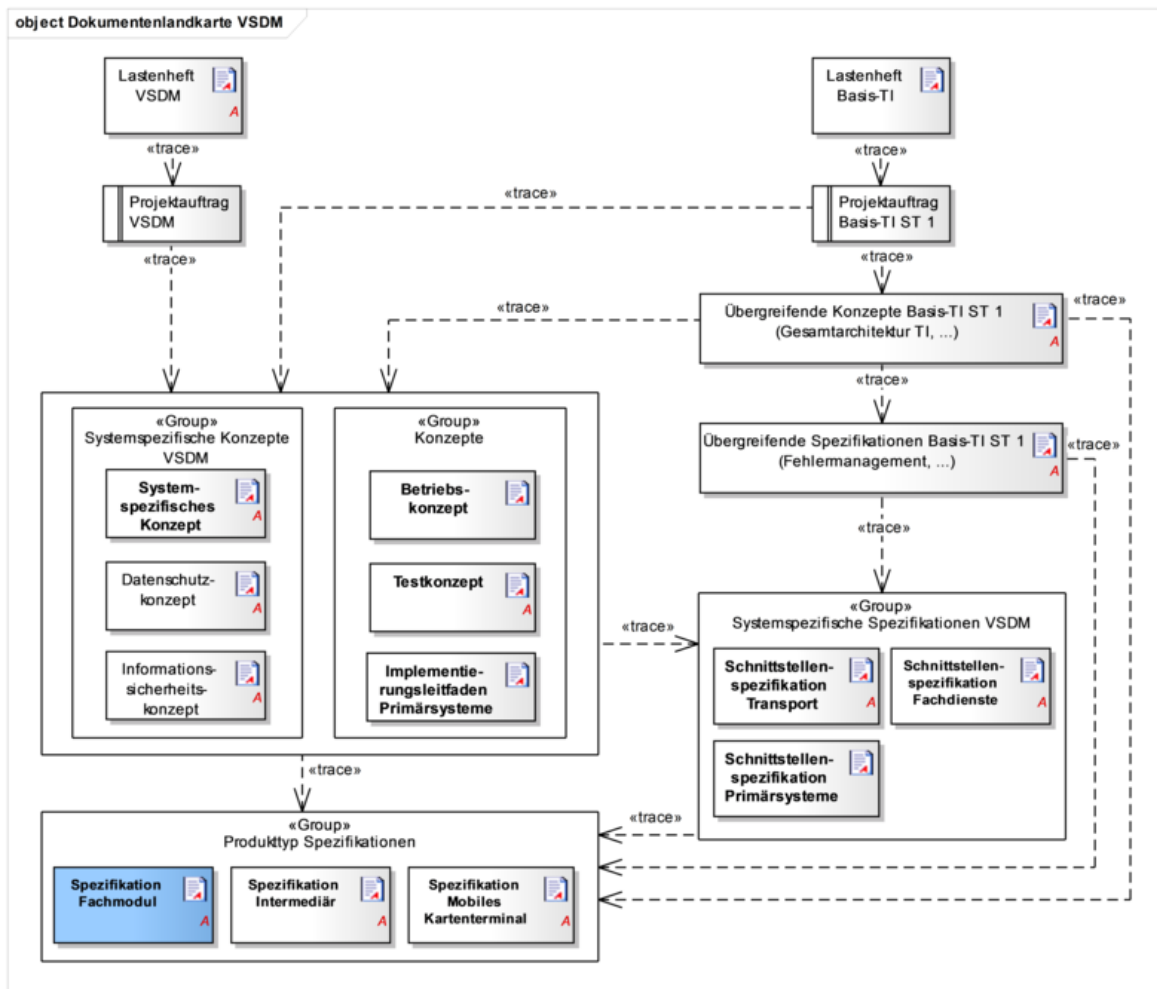 object Dokumentenlandkarte VSDM
Lastenheft
VSDM
A
Lastenheft
Basis-TI
«trace»
«trace»
Projektauftrag
VSDM
«trace»
Projektauftrag
Basis-TI ST 1
«trace»
«trace»
«trace»
Übergreifende Konzepte Basis-TI ST 1
(Gesamtarchitektur TI, ...)
A
«trace»
«trace»
Übergreifende Spezifikationen Basis-TI ST 1
(Fehlermanagement, ...)
A
«trace»
«trace»
«Group»
Systemspezifische Konzepte
VSDM
System-
spezifisches
Konzept
A
Datenschutz-
konzept
A
Informations-
sicherheits-
konzept
A
«Group»
Konzepte
Betriebs-
konzept
Testkonzept
A
Implementie-
rungsleitfaden
Primärsysteme
«trace»
«Group»
Systemspezifische Spezifikationen VSDM
Schnittstellen-
spezifikation
Transport
A
Schnittstellen-
spezifikation
Fachdienste
A
Schnittstellen-
spezifikation
Primärsysteme
«trace»
«trace»
«Group»
Produkttyp Spezifikationen
Spezifikation
Fachmodul
A
Spezifikation
Intermediär
A
Spezifikation
Mobiles
Kartenterminal
A